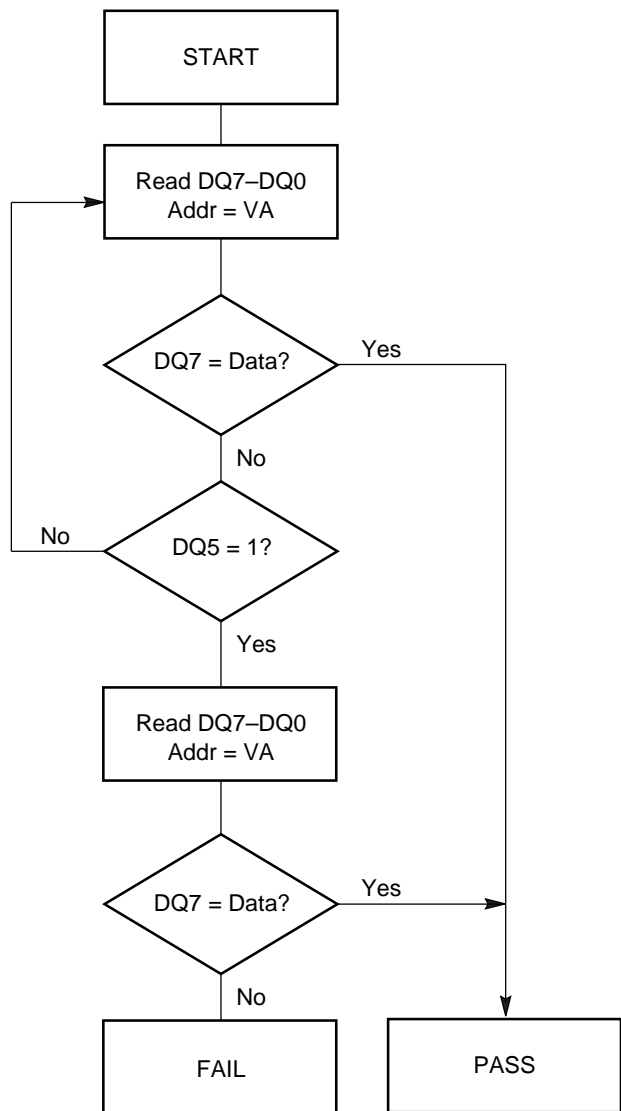 START
Read DQ7–DQ0
Addr = VA
DQ7 = Data?
Yes
No
No
DQ5 = 1?
Yes
Read DQ7–DQ0
Addr = VA
DQ7 = Data?
Yes
No
FAIL
PASS